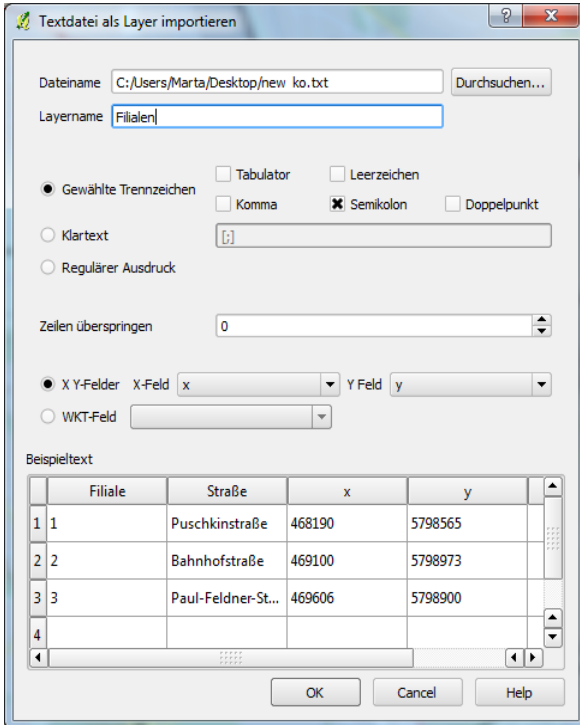 Textdatei als Layer importieren
Dateiname C:/Users/Marta/Desktop/new ko.txt Durchsuchen...
Layername Filialen
Gewählte Trennzeichen Tabulator Leerzeichen
Komma Semikolon Doppelpunkt
Klartext [;]
Regulärer Ausdruck
Zeilen überspringen 0
X Y-Felder X-Feld x Y Feld y
WKT-Feld
Beispieltext
Filiale Straße x y
1 1 Puschkinstraße 468190 5798565
2 2 Bahnhofstraße 469100 5798973
3 3 Paul-Feldner-St... 469606 5798900
4
OK Cancel Help